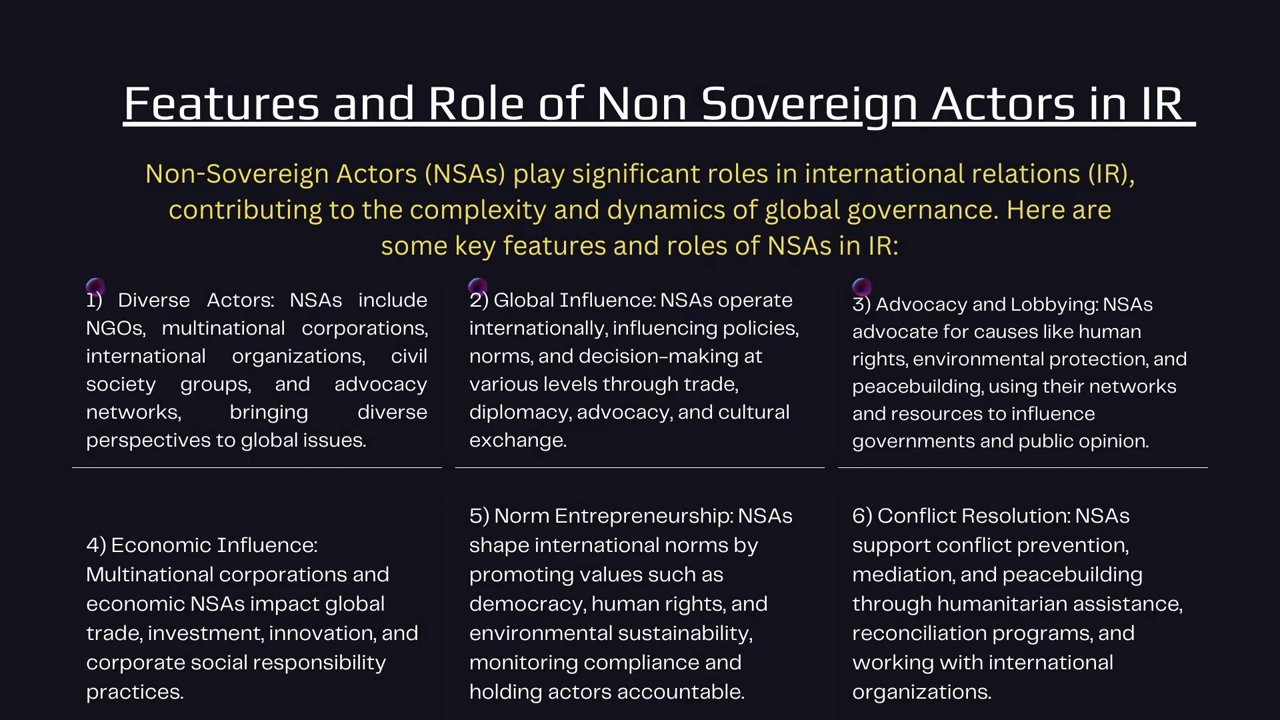 Features and Role of Non Sovereign Actors in IR
Non-Sovereign Actors (NSAs) play significant roles in international relations (IR),
contributing to the complexity and dynamics of global governance. Here are
some key features and roles of NSAs in IR:
1) Diverse Actors: NSAs include
NGOs, multinational corporations,
international organizations, civil
society groups, and advocacy
networks, bringing diverse
perspectives to global issues.
2) Global Influence: NSAs operate
internationally, influencing policies,
norms, and decision-making at
various levels through trade,
diplomacy, advocacy, and cultural
exchange.
3) Advocacy and Lobbying: NSAs
advocate for causes like human
rights, environmental protection, and
peacebuilding, using their networks
and resources to influence
governments and public opinion.
4) Economic Influence:
Multinational corporations and
economic NSAs impact global
trade, investment, innovation, and
corporate social responsibility
practices.
5) Norm Entrepreneurship: NSAs
shape international norms by
promoting values such as
democracy, human rights, and
environmental sustainability,
monitoring compliance and
holding actors accountable.
6) Conflict Resolution: NSAs
support conflict prevention,
mediation, and peacebuilding
through humanitarian assistance,
reconciliation programs, and
working with international
organizations.